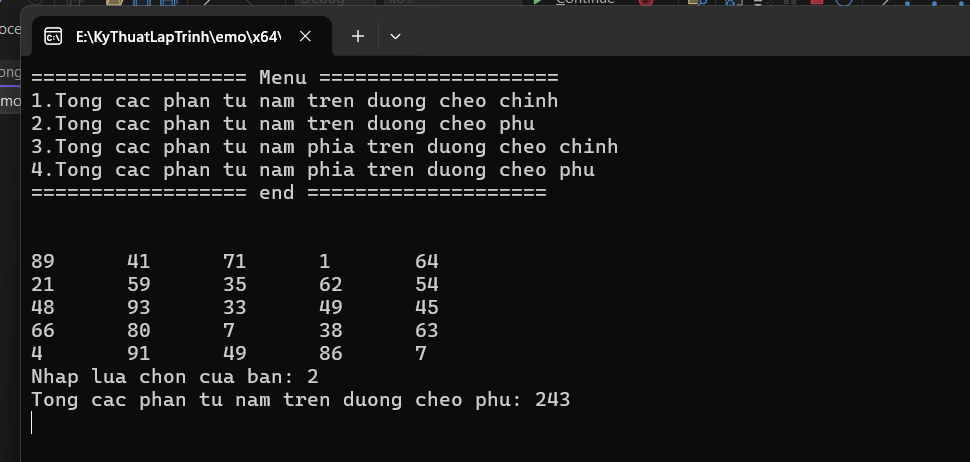 Debug
x64
Continue
oce
E:\KyThuatLapTrinh\emo\x64\
ong
mo
================== Menu ====================
1.Tong cac phan tu nam tren duong cheo chinh
2.Tong cac phan tu nam tren duong cheo phu
3.Tong cac phan tu nam phia tren duong cheo chinh
4.Tong cac phan tu nam phia tren duong cheo phu
================== end ====================
89 41 71 1 64
21 59 35 62 54
48 93 33 49 45
66 80 7 38 63
4 91 49 86 7
Nhap lua chon cua ban: 2
Tong cac phan tu nam tren duong cheo phu: 243